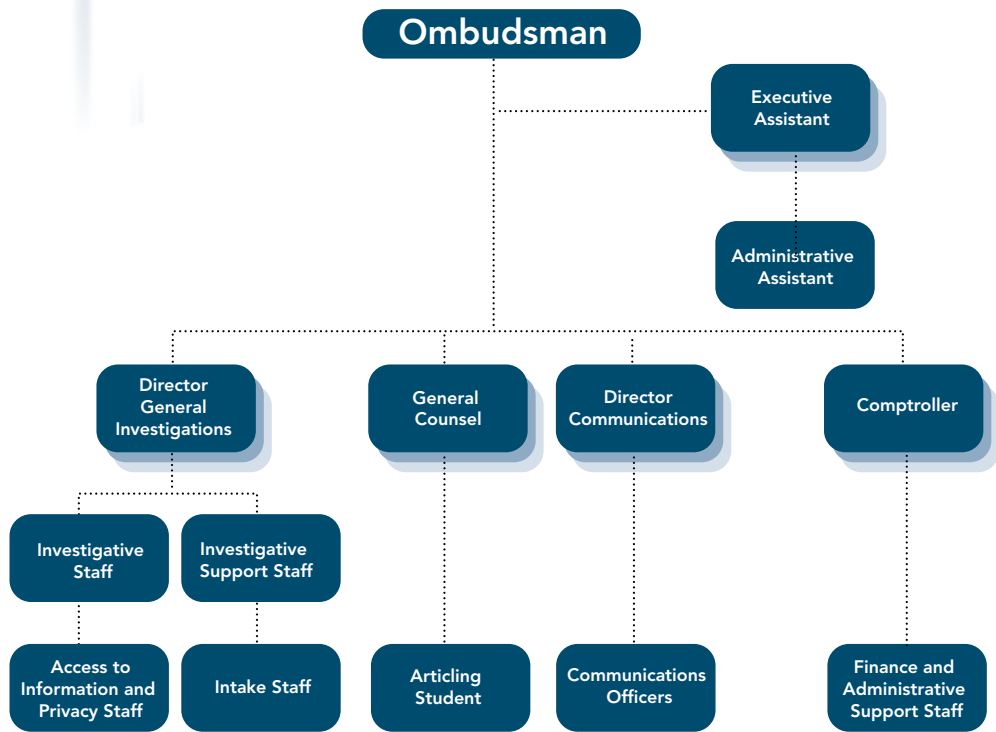 Ombudsman
Executive
Assistant
Administrative
Assistant
Director
General
Investigations
General
Counsel
Director
Communications
Comptroller
Investigative
Staff
Investigative
Support Staff
Access to
Information and
Privacy Staff
Intake Staff
Articling
Student
Communications
Officers
Finance and
Administrative
Support Staff